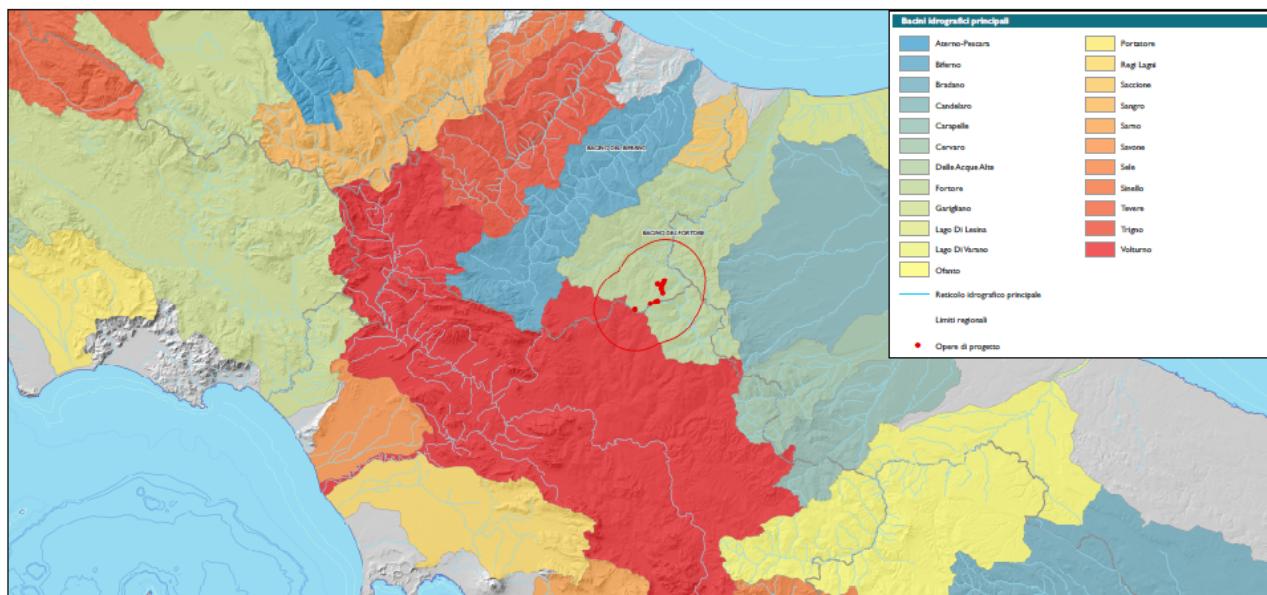 Bacini idrografici principali
Aterno-Pescara
Biferno
Bradano
Candelaro
Carapelle
Cervaro
Delle Acque Alte
Fortore
Garigliano
Lago Di Lesina
Lago Di Varano
Ofanto
Portatore
Regi Lagni
Saccione
Sangro
Sarno
Savone
Sele
Sinello
Tevere
Trigno
Volturno
Reticolo idrografico principale
Limiti regionali
Opere di progetto
BACINO DEL BIFERNO
BACINO DEL FORTORE